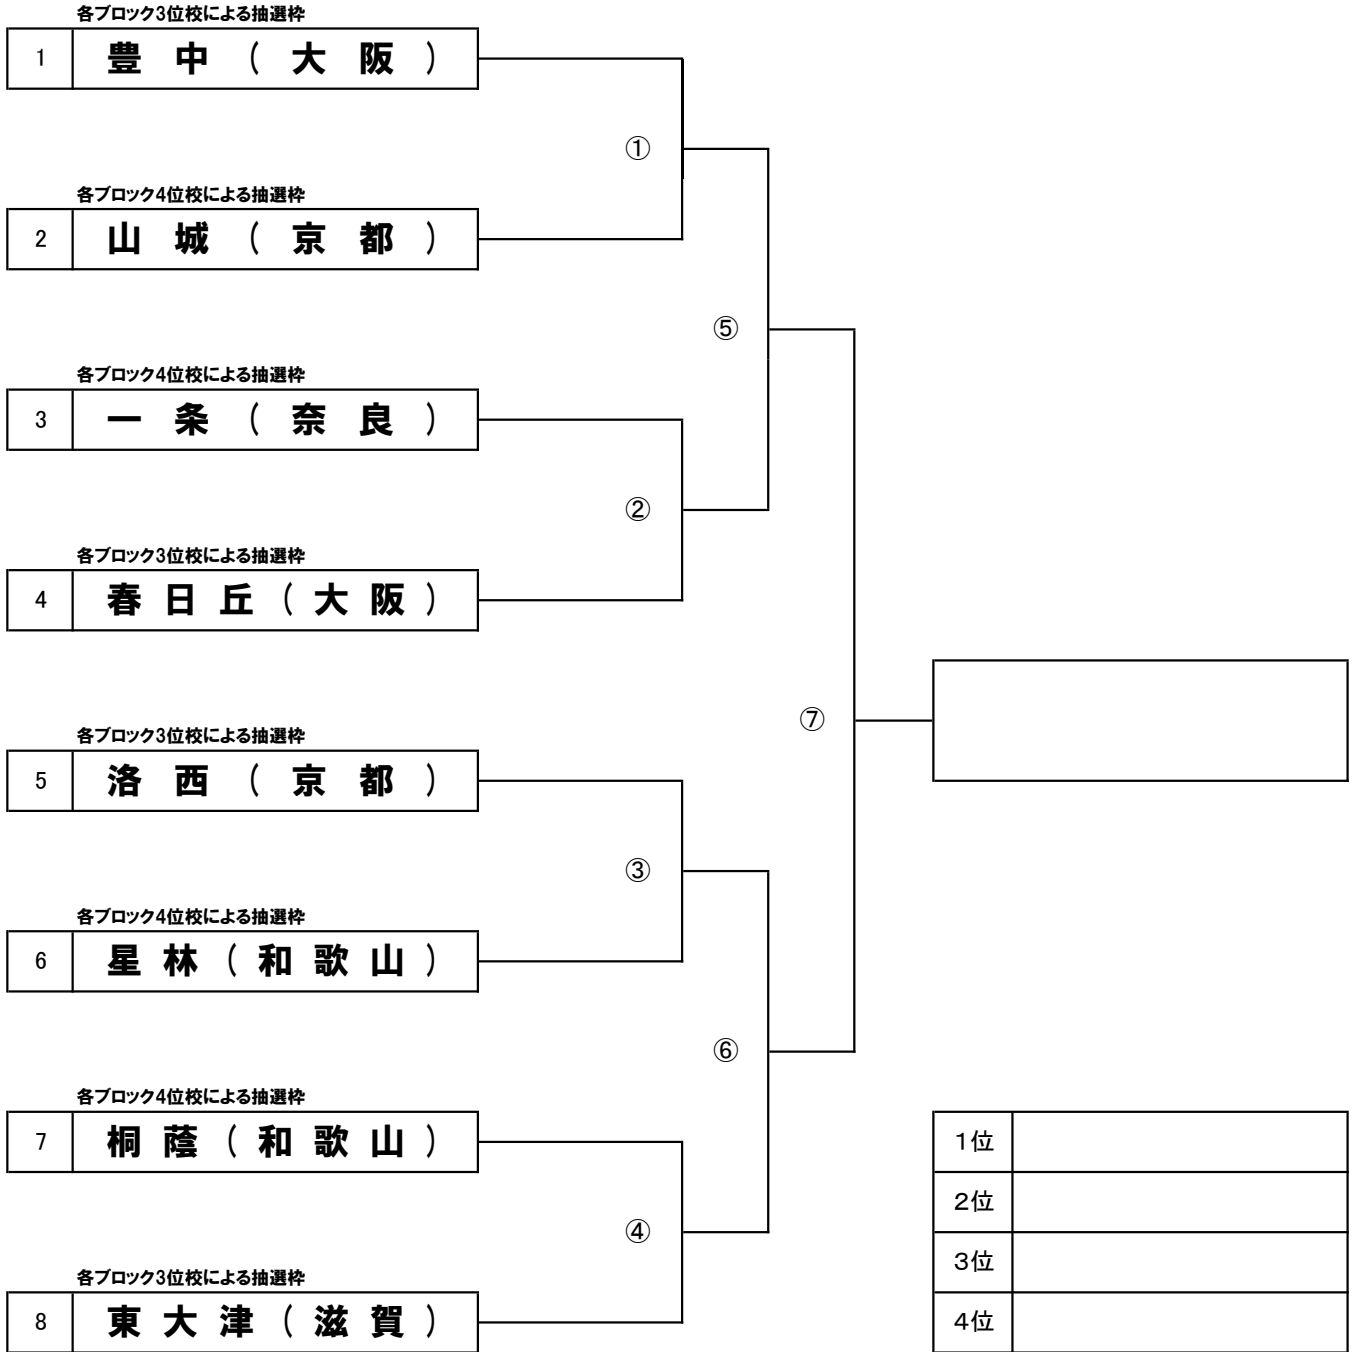 各ブロック3位校による抽選枠
1 豊中(大阪)
①
各ブロック4位校による抽選枠
2 山城(京都)
⑤
各ブロック4位校による抽選枠
3 一条(奈良)
②
各ブロック3位校による抽選枠
4 春日丘(大阪)
⑦
各ブロック3位校による抽選枠
5 洛西(京都)
③
各ブロック4位校による抽選枠
6 星林(和歌山)
⑥
各ブロック4位校による抽選枠
7 桐蔭(和歌山)
④
各ブロック3位校による抽選枠
8 東大津(滋賀)
1位
2位
3位
4位